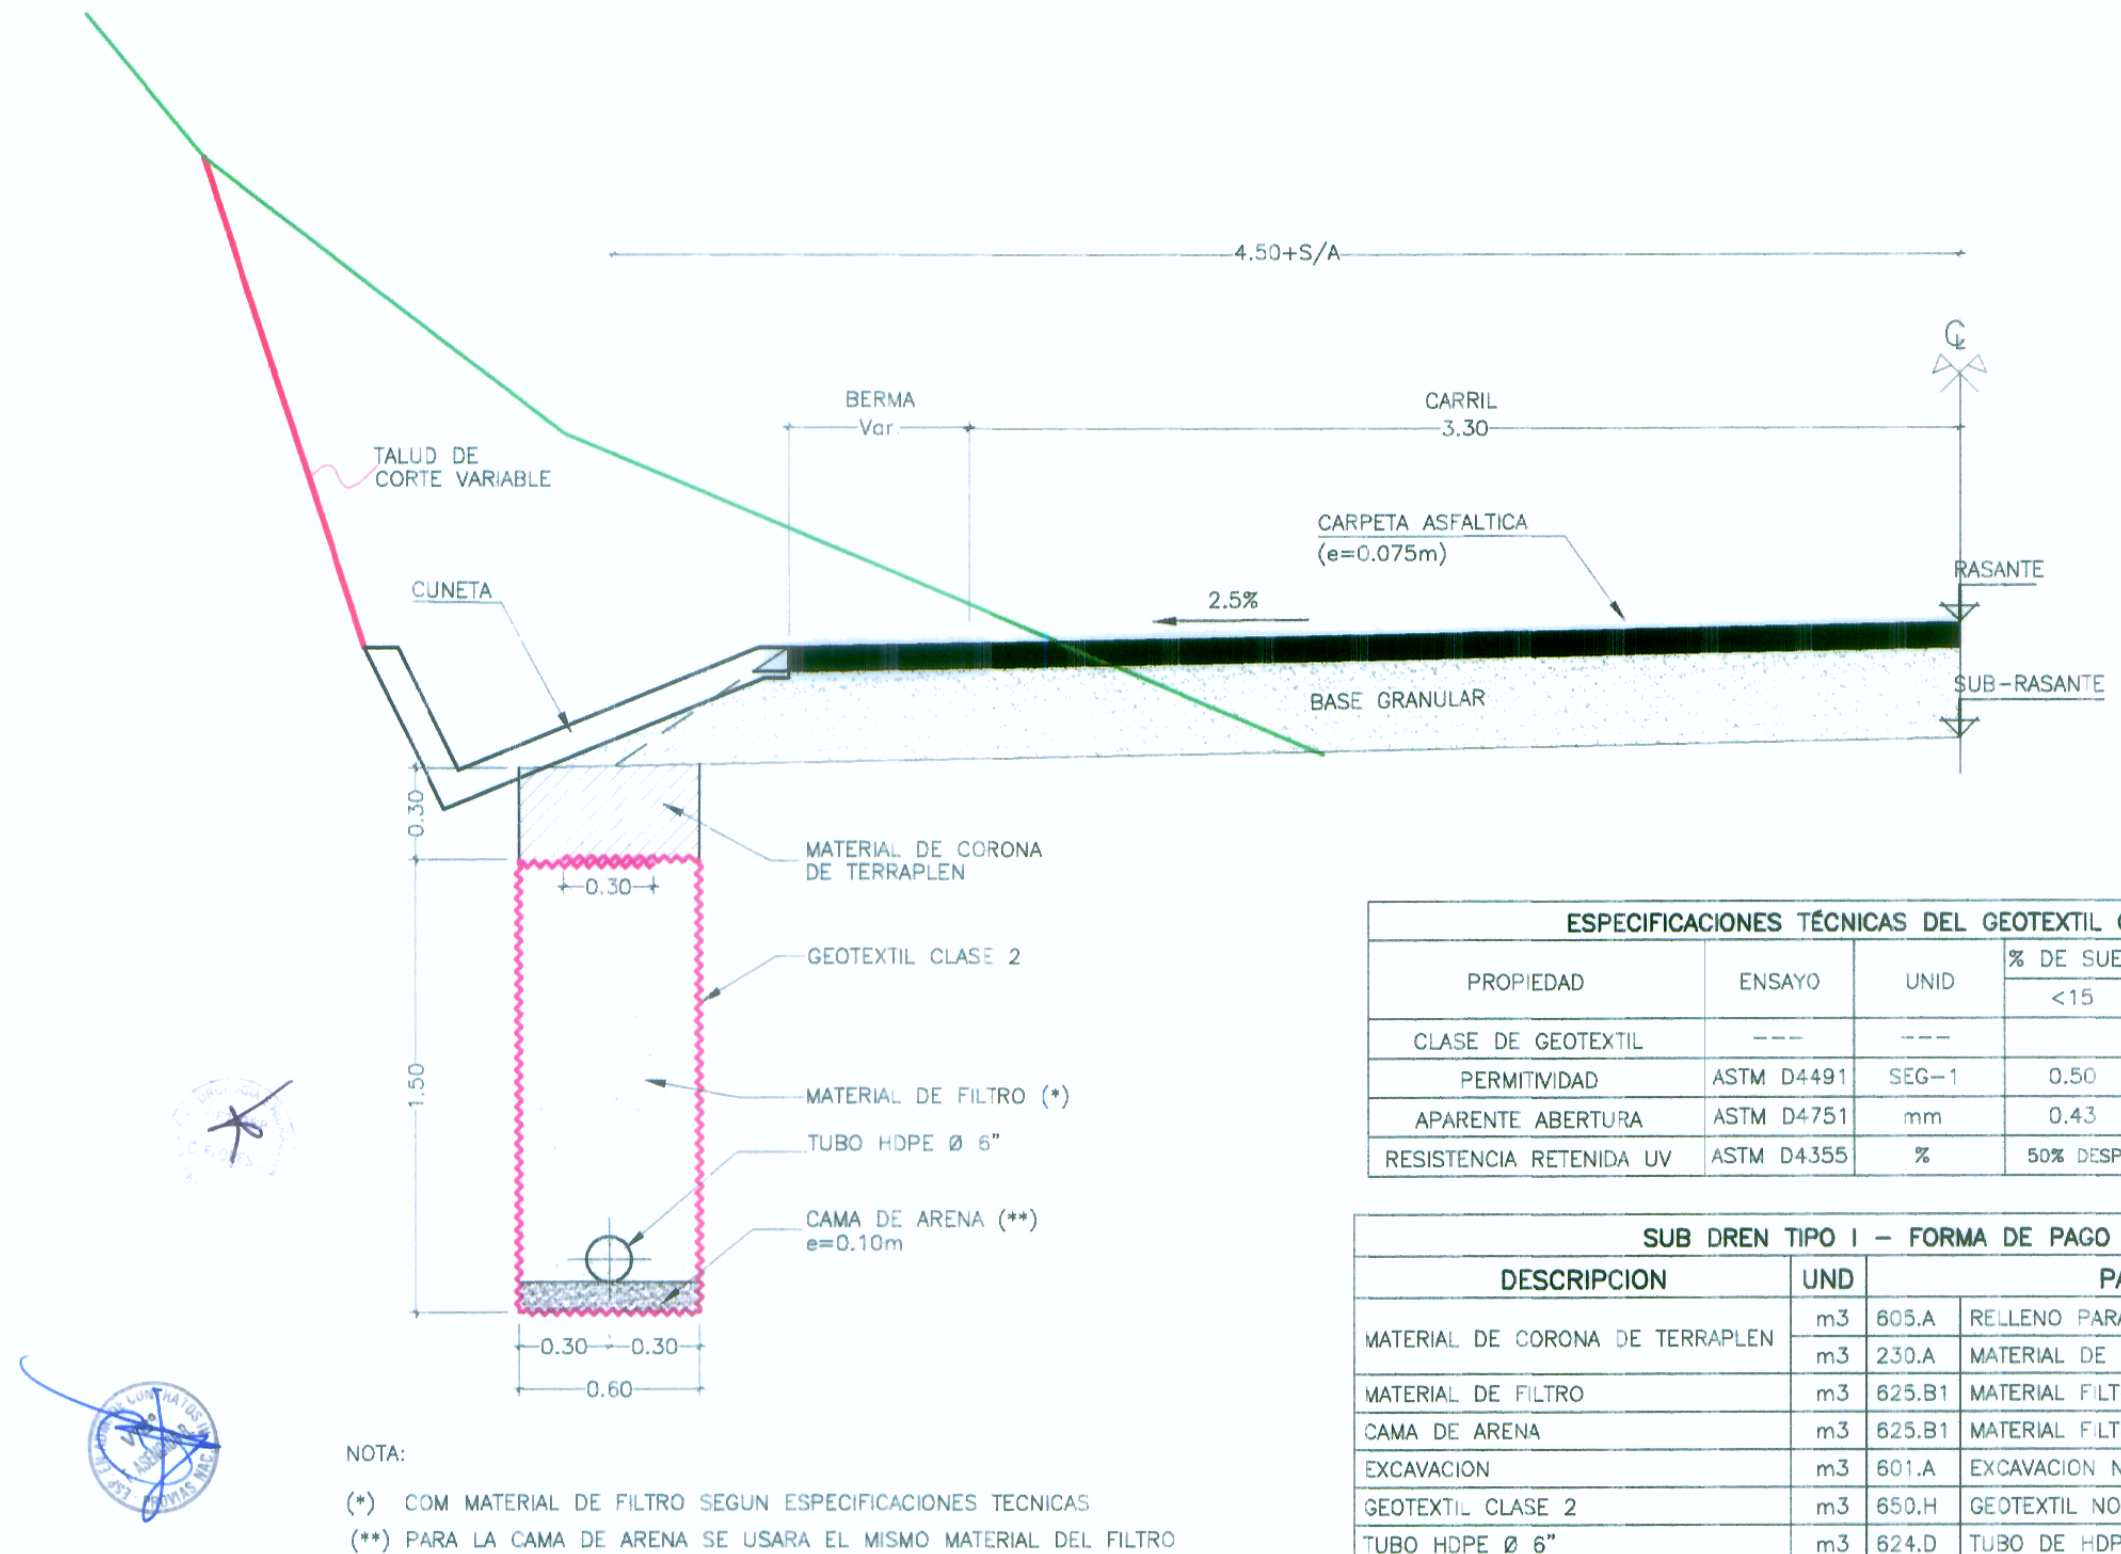 4.50+S/A
C̶L
BERMA
Var.
CARRIL
3.30
TALUD DE
CORTE VARIABLE
CARPETA ASFALTICA
(e=0.075m)
RASANTE
CUNETA
2.5%
SUB-RASANTE
BASE GRANULAR
0.30
MATERIAL DE CORONA
DE TERRAPLEN
0.30
GEOTEXTIL CLASE 2
1.50
MATERIAL DE FILTRO (*)
TUBO HDPE Ø 6"
CAMA DE ARENA (**)
e=0.10m
0.30 0.30
0.60
NOTA:
(*) COM MATERIAL DE FILTRO SEGUN ESPECIFICACIONES TECNICAS
(**) PARA LA CAMA DE ARENA SE USARA EL MISMO MATERIAL DEL FILTRO
ESPECIFICACIONES TÉCNICAS DEL GEOTEXTIL
PROPIEDAD ENSAYO UNID % DE SUE
<15
CLASE DE GEOTEXTIL --- ---
PERMITIVIDAD ASTM D4491 SEG-1 0.50
APARENTE ABERTURA ASTM D4751 mm 0.43
RESISTENCIA RETENIDA UV ASTM D4355 % 50% DESP
SUB DREN TIPO I - FORMA DE PAGO
DESCRIPCION UND PA
MATERIAL DE CORONA DE TERRAPLEN m3 605.A RELLENO PARA
m3 230.A MATERIAL DE
MATERIAL DE FILTRO m3 625.B1 MATERIAL FILT
CAMA DE ARENA m3 625.B1 MATERIAL FILT
EXCAVACION m3 601.A EXCAVACION N
GEOTEXTIL CLASE 2 m3 650.H GEOTEXTIL NO
TUBO HDPE Ø 6" m3 624.D TUBO DE HDP